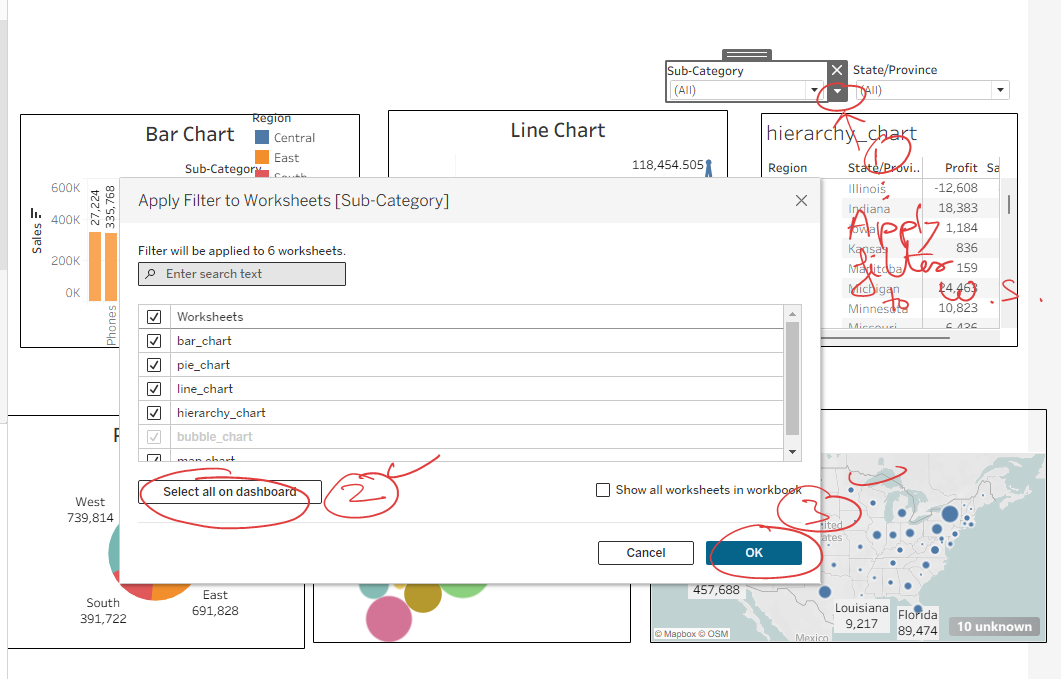 Sub-Category
State/Province
(All)
(All)
Bar Chart
Region
Central
East
South
Sub-Category
600K
400K
200K
0K
Sales
27,224
335,768
Phones
Line Chart
118,454.505
hierarchy_chart
Region State/Provi.. Profit Sa
Illinois -12,608
Indiana 18,383
Iowa 1,184
Kansas 836
Manitoba 159
Michigan 24,463
Minnesota 10,823
Missouri 6,436
1
Apply
filter
to W.S.
Apply Filter to Worksheets [Sub-Category]
Filter will be applied to 6 worksheets.
Enter search text
Worksheets
bar_chart
pie_chart
line_chart
hierarchy_chart
bubble_chart
map_chart
Select all on dashboard
2
Show all worksheets in workbook
3
Cancel
OK
P
West
739,814
South
391,722
East
691,828
United
States
457,688
Louisiana
9,217
Florida
89,474
10 unknown
© Mapbox © OSM
Mexico